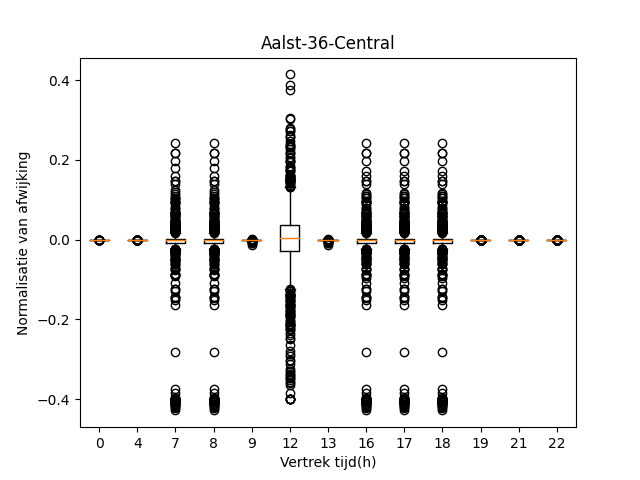 Aalst-36-Central
Normalisatie van afwijking
0.4
0.2
0.0
−0.2
−0.4
0 4 7 8 9 12 13 16 17 18 19 21 22
Vertrek tijd(h)